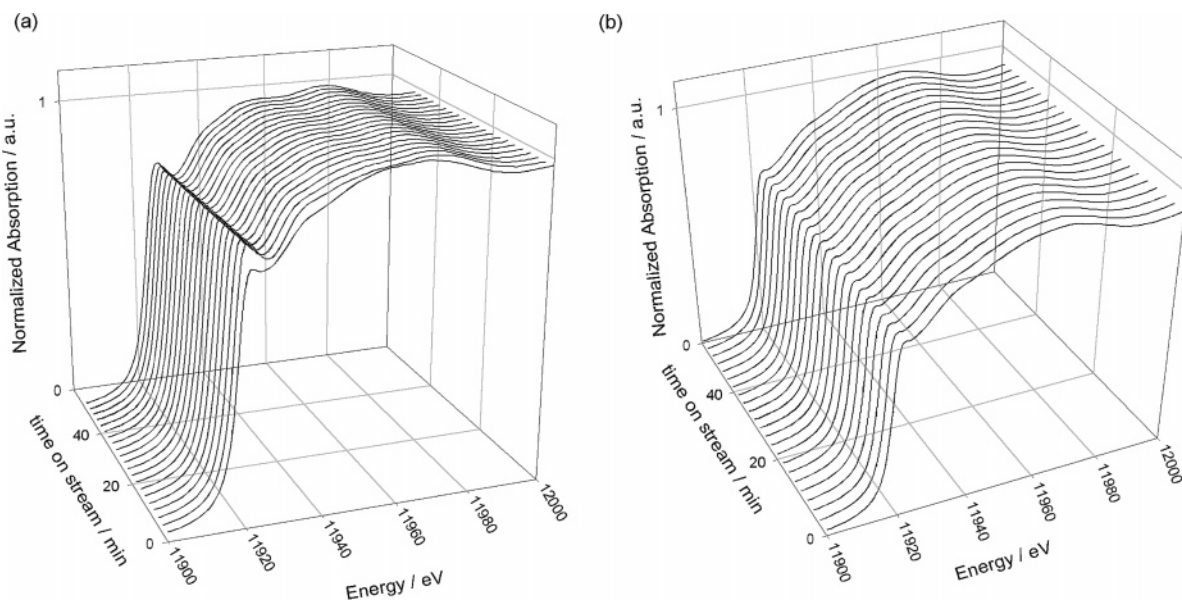 (a)
Normalized Absorption / a.u.
1
0
time on stream / min
40
20
0
11900
11920
11940
11960
11980
12000
Energy / eV
(b)
Normalized Absorption / a.u.
1
0
time on stream / min
40
20
0
11900
11920
11940
11960
11980
12000
Energy / eV